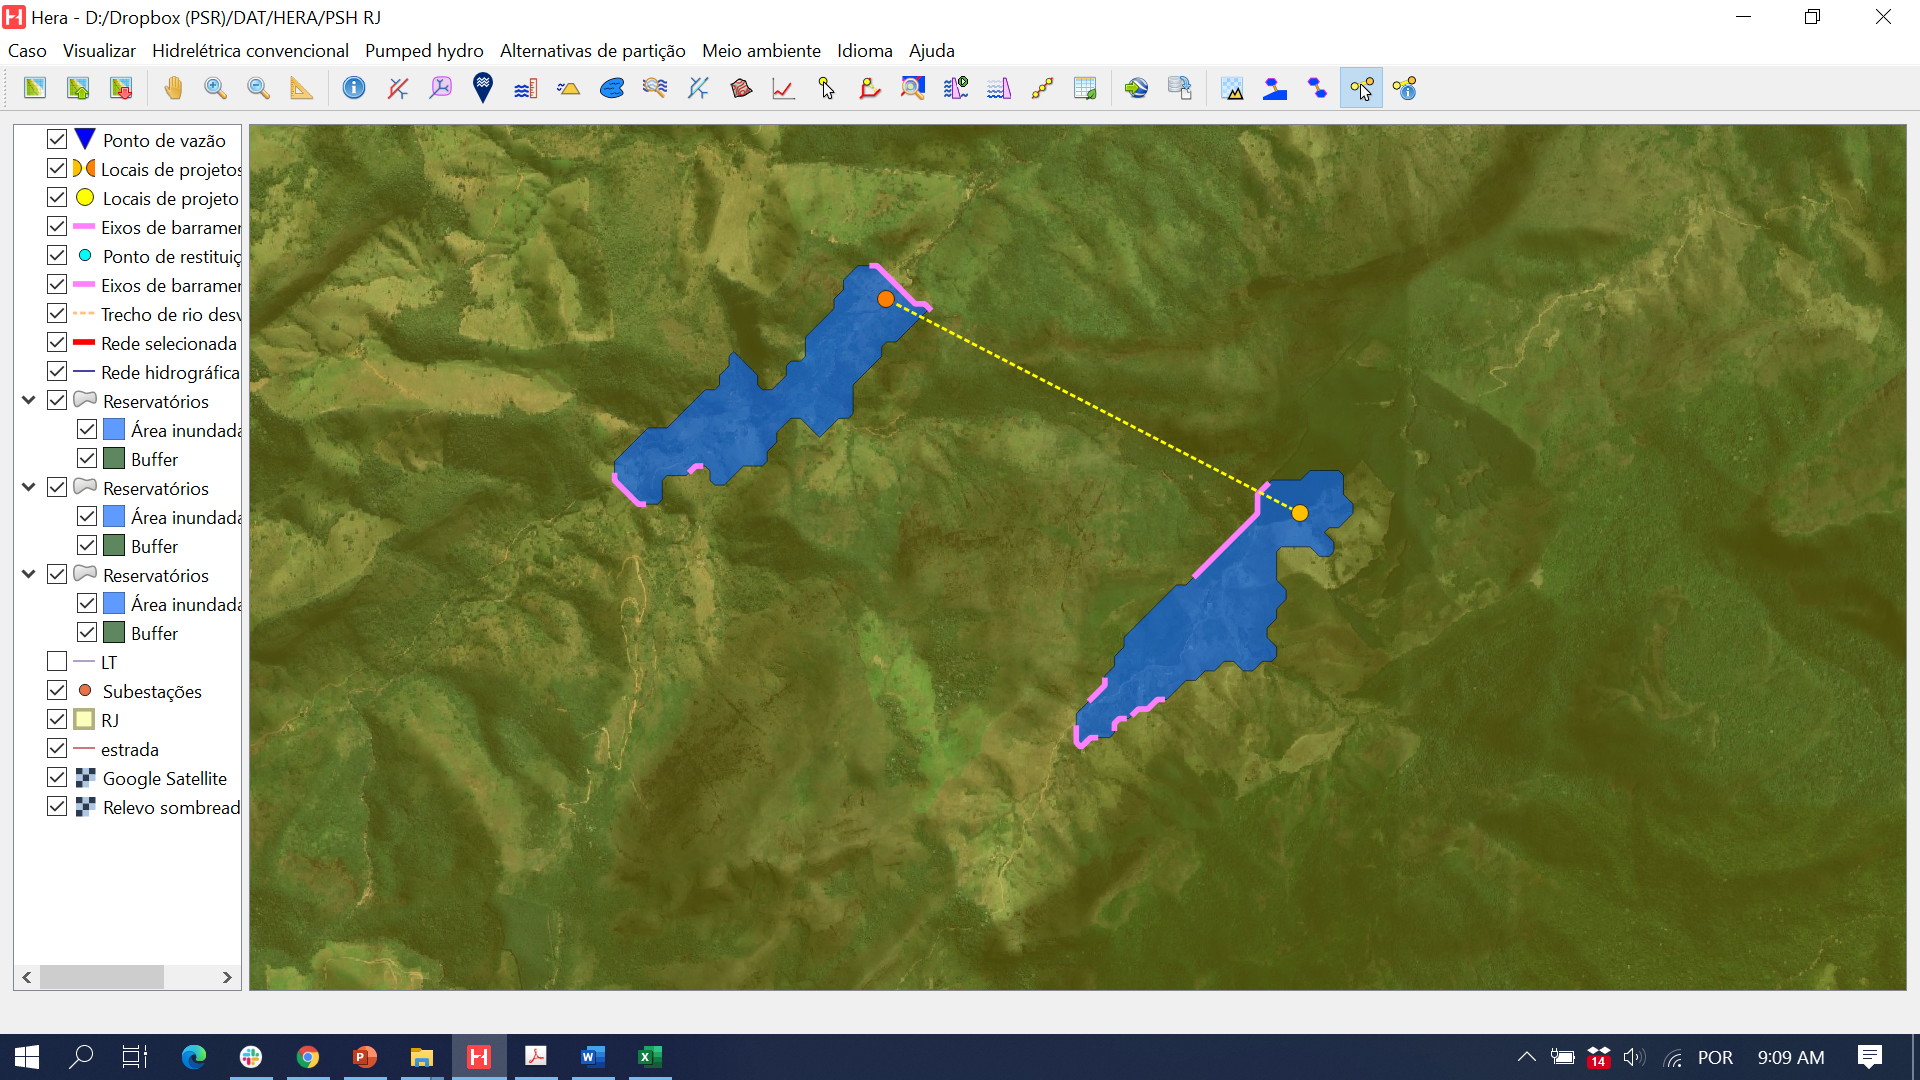 Hera - D:/Dropbox (PSR)/DAT/HERA/PSH RJ
Caso Visualizar Hidrelétrica convencional Pumped hydro Alternativas de partição Meio ambiente Idioma Ajuda
Ponto de vazão
Locais de projetos
Locais de projeto
Eixos de barramer
Ponto de restituiç
Eixos de barramer
Trecho de rio desv
Rede selecionada
Rede hidrográfica
Reservatórios
Área inundada
Buffer
Reservatórios
Área inundada
Buffer
Reservatórios
Área inundada
Buffer
LT
Subestações
RJ
estrada
Google Satellite
Relevo sombread
14 POR 9:09 AM